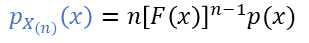 p_{X_{(n)}}(x) = n[F(x)]^{n-1}p(x)